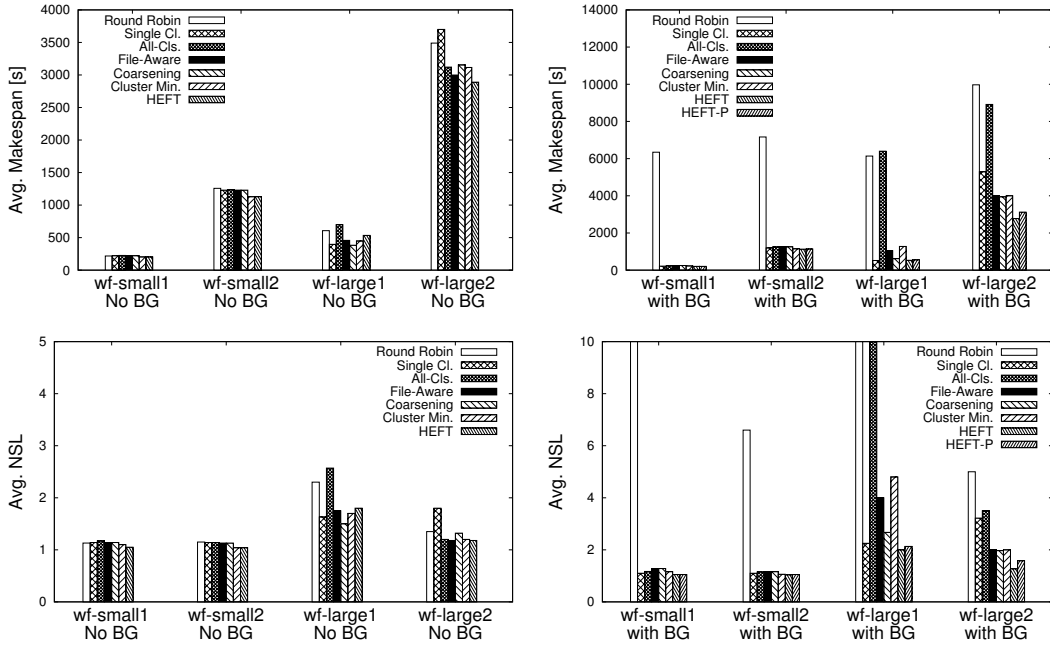 Avg. Makespan [s]
4000
3500
3000
2500
2000
1500
1000
500
0
Round Robin
Single Cl.
All-Cls.
File-Aware
Coarsening
Cluster Min.
HEFT
wf-small1 wf-small2 wf-large1 wf-large2
No BG No BG No BG No BG
Avg. Makespan [s]
14000
12000
10000
8000
6000
4000
2000
0
Round Robin
Single Cl.
All-Cls.
File-Aware
Coarsening
Cluster Min.
HEFT
HEFT-P
wf-small1 wf-small2 wf-large1 wf-large2
with BG with BG with BG with BG
Avg. NSL
5
4
3
2
1
0
Round Robin
Single Cl.
All-Cls.
File-Aware
Coarsening
Cluster Min.
HEFT
wf-small1 wf-small2 wf-large1 wf-large2
No BG No BG No BG No BG
Avg. NSL
10
8
6
4
2
0
Round Robin
Single Cl.
All-Cls.
File-Aware
Coarsening
Cluster Min.
HEFT
HEFT-P
wf-small1 wf-small2 wf-large1 wf-large2
with BG with BG with BG with BG